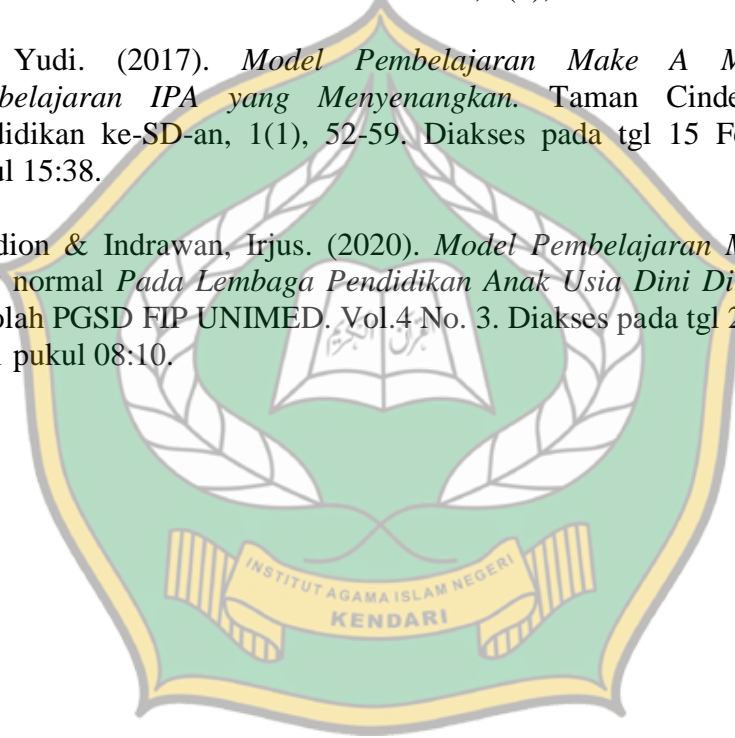 Yudi. (2017). Model Pembelajaran Make A M
belajaran IPA yang Menyenangkan. Taman Cinde
didikan ke-SD-an, 1(1), 52-59. Diakses pada tgl 15 Fe
ul 15:38.
dion & Indrawan, Irjus. (2020). Model Pembelajaran M
normal Pada Lembaga Pendidikan Anak Usia Dini Di
olah PGSD FIP UNIMED. Vol.4 No. 3. Diakses pada tgl 2
pukul 08:10.
القرآن الكريم
INSTITUT AGAMA ISLAM NEGERI
KENDARI